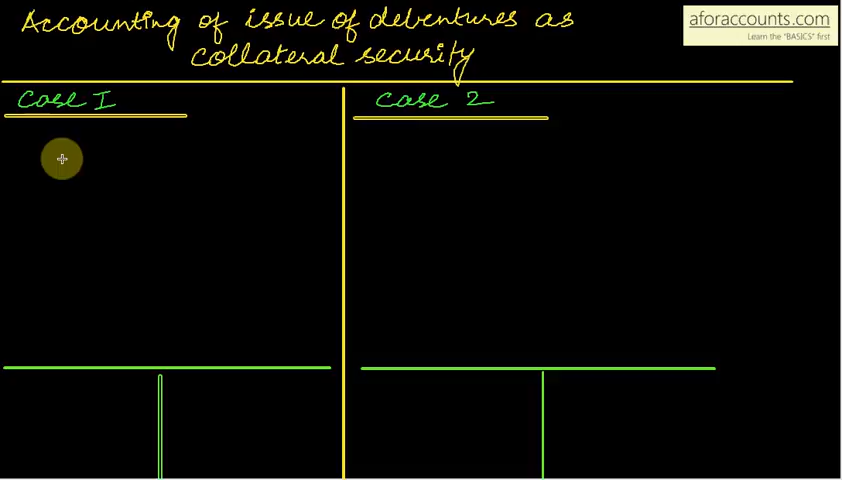 Accounting of issue of debentures as
collateral security
aforaccounts.com
Learn the "BASICS" first
Case I
Case 2